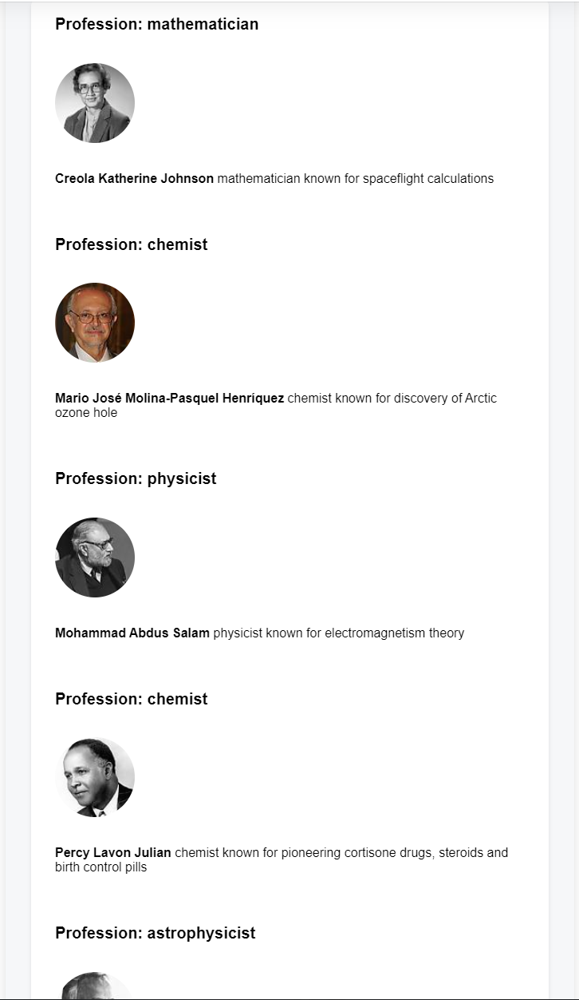 Profession: mathematician
Creola Katherine Johnson mathematician known for spaceflight calculations
Profession: chemist
Mario José Molina-Pasquel Henríquez chemist known for discovery of Arctic
ozone hole
Profession: physicist
Mohammad Abdus Salam physicist known for electromagnetism theory
Profession: chemist
Percy Lavon Julian chemist known for pioneering cortisone drugs, steroids and
birth control pills
Profession: astrophysicist